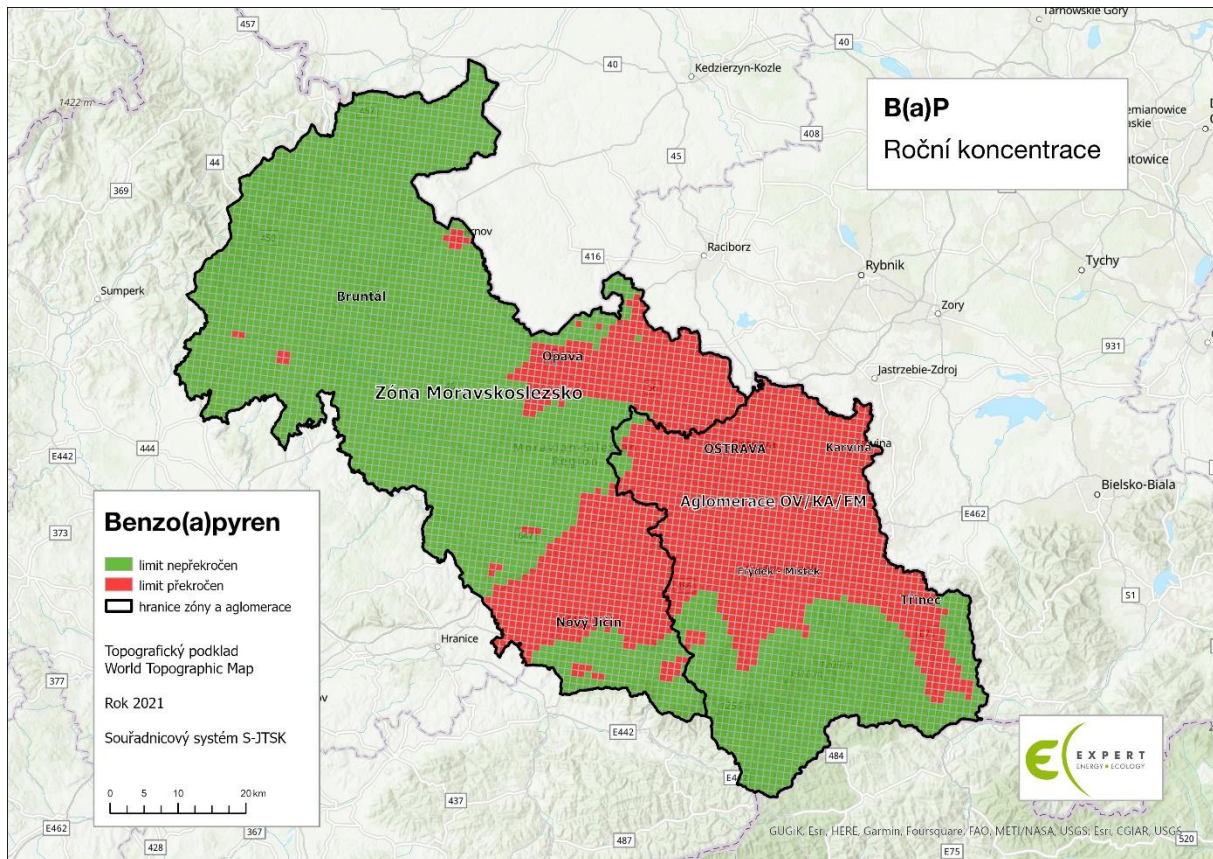 457
40
Tarnowskie Gory
1422 m
40
Kedzierzyn-Kozle
B(a)P
Roční koncentrace
408
44
45
369
416
Raciborz
Rybnik
Tychy
Sumperk
Bruntál
Zory
931
Opava
Jastrzebie-Zdroj
Zóna Moravskoslezsko
444
E442
OSTRAVA
Karviná
Bielsko-Biala
Aglomerace OV/KA/FM
E462
373
Benzo(a)pyren
limit nepřekročen
limit překročen
hranice zóny a aglomerace
Frýdek - Místek
S1
Třinec
Nový Jičín
Hranice
Topografický podklad
World Topographic Map
377
Rok 2021
Souřadnicový systém S-JTSK
E442
484
EXPERT
ENERGY ECOLOGY
0 5 10 20 km
437
E462
367
428
487
E75
520
GUGiK, Esri, HERE, Garmin, Foursquare, FAO, METI/NASA, USGS; Esri, CGIAR, USGS